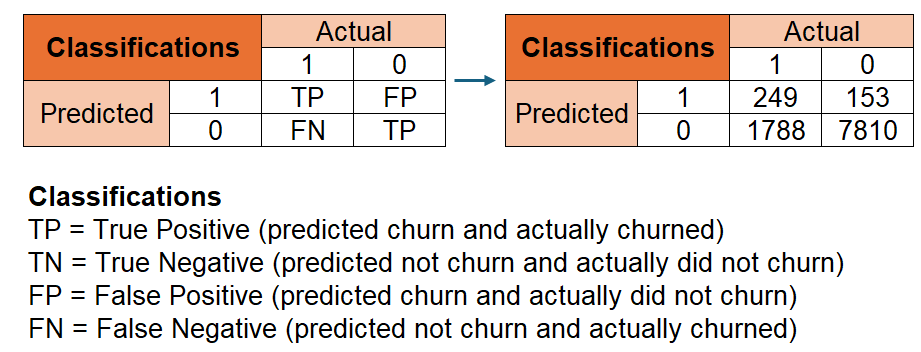 Classifications Actual Classifications Actual
1 0 1 0
Predicted 1 TP FP Predicted 1 249 153
0 FN TP 0 1788 7810
Classifications
TP = True Positive (predicted churn and actually churned)
TN = True Negative (predicted not churn and actually did not churn)
FP = False Positive (predicted churn and actually did not churn)
FN = False Negative (predicted not churn and actually churned)